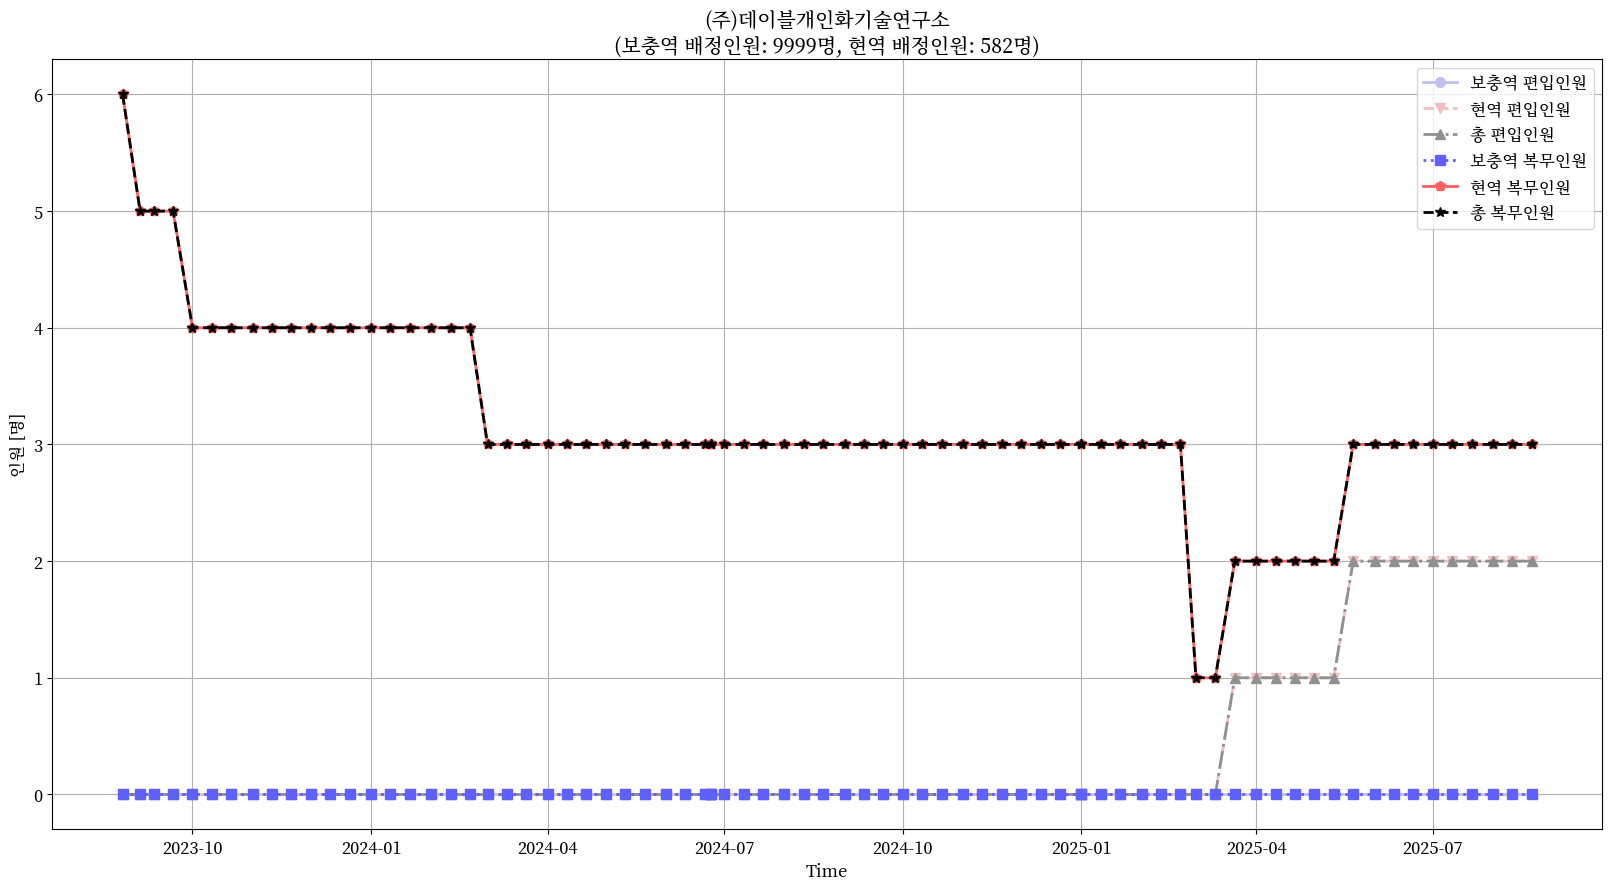 (주)데이블개인화기술연구소
(보충역 배정인원: 9999명, 현역 배정인원: 582명)
보충역 편입인원
현역 편입인원
총 편입인원
보충역 복무인원
현역 복무인원
총 복무인원
인원 [명]
6
5
4
3
2
1
0
2023-10
2024-01
2024-04
2024-07
2024-10
2025-01
2025-04
2025-07
Time